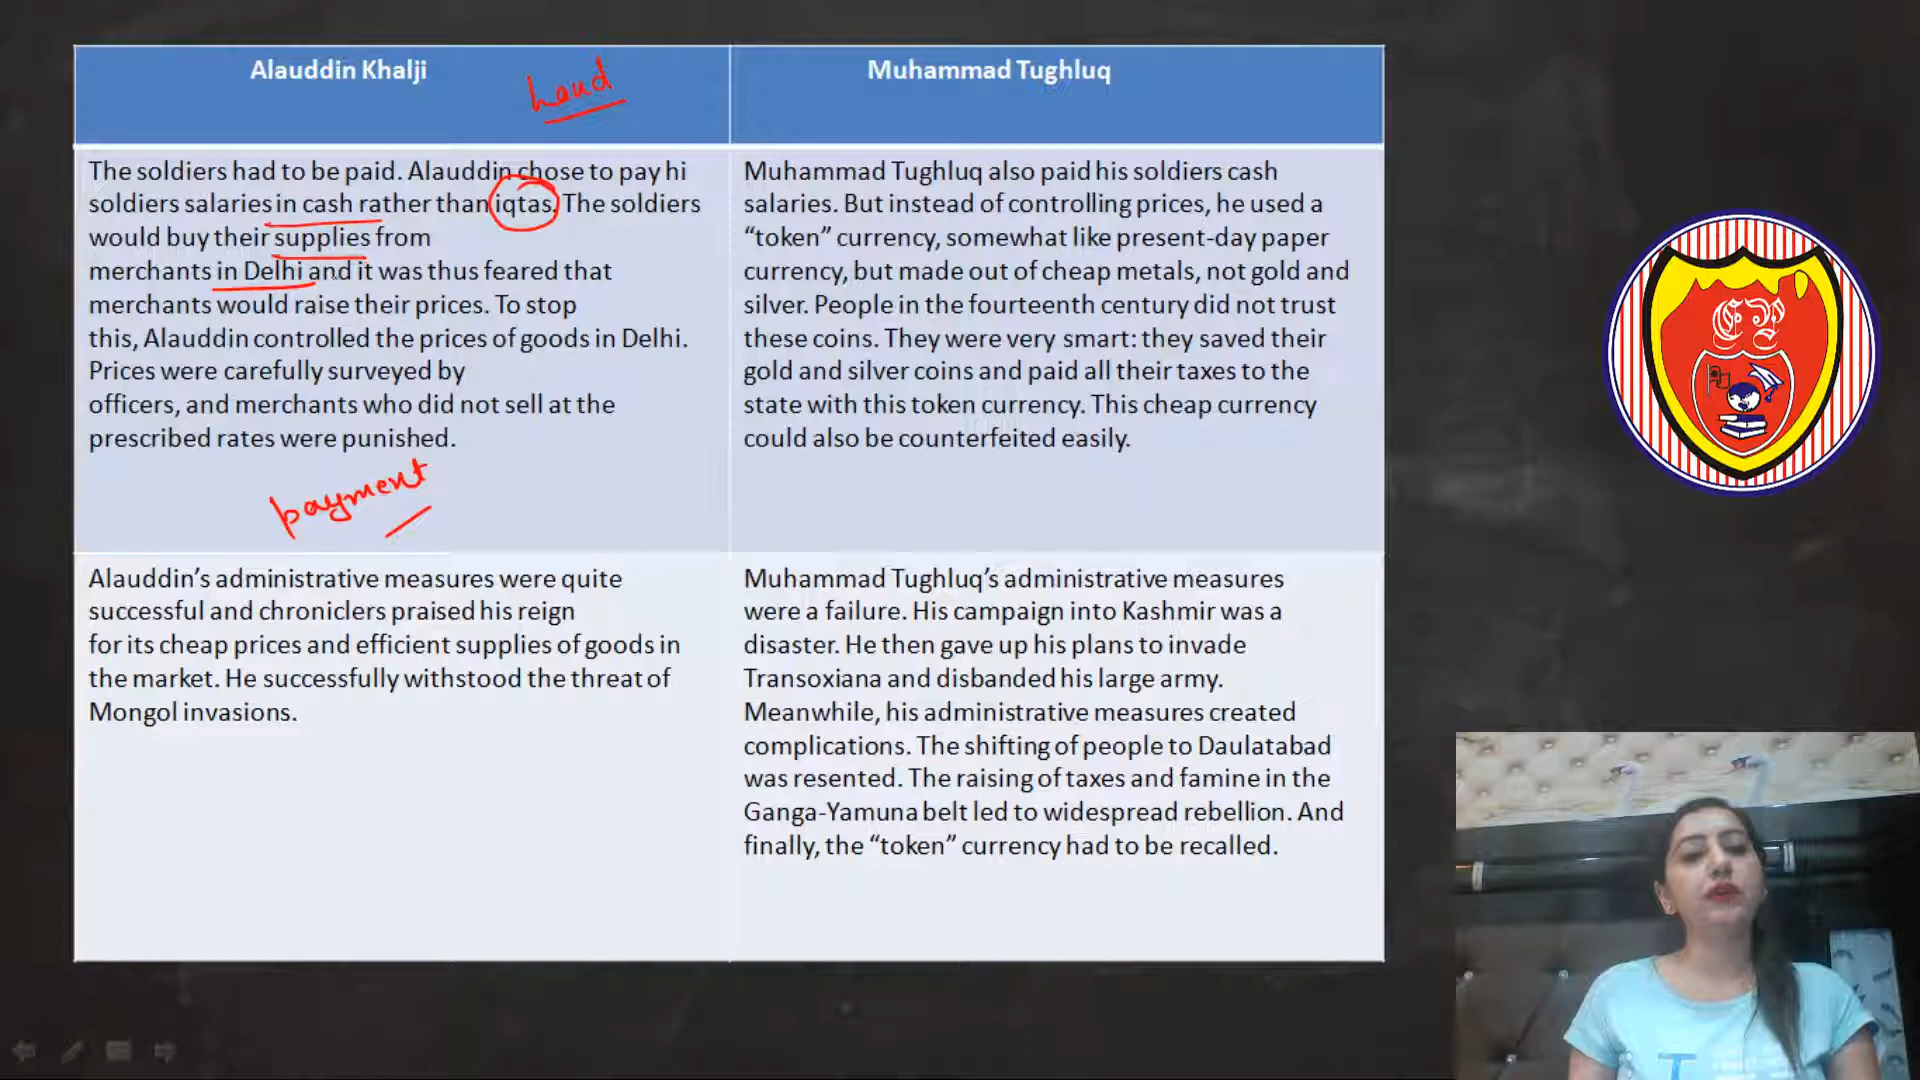 Alauddin Khalji
Land
Muhammad Tughluq
The soldiers had to be paid. Alauddin chose to pay hi
soldiers salaries in cash rather than iqtas. The soldiers
would buy their supplies from
merchants in Delhi and it was thus feared that
merchants would raise their prices. To stop
this, Alauddin controlled the prices of goods in Delhi.
Prices were carefully surveyed by
officers, and merchants who did not sell at the
prescribed rates were punished.
payment
Muhammad Tughluq also paid his soldiers cash
salaries. But instead of controlling prices, he used a
“token” currency, somewhat like present-day paper
currency, but made out of cheap metals, not gold and
silver. People in the fourteenth century did not trust
these coins. They were very smart: they saved their
gold and silver coins and paid all their taxes to the
state with this token currency. This cheap currency
could also be counterfeited easily.
Alauddin’s administrative measures were quite
successful and chroniclers praised his reign
for its cheap prices and efficient supplies of goods in
the market. He successfully withstood the threat of
Mongol invasions.
Muhammad Tughluq’s administrative measures
were a failure. His campaign into Kashmir was a
disaster. He then gave up his plans to invade
Transoxiana and disbanded his large army.
Meanwhile, his administrative measures created
complications. The shifting of people to Daulatabad
was resented. The raising of taxes and famine in the
Ganga-Yamuna belt led to widespread rebellion. And
finally, the “token” currency had to be recalled.
CP